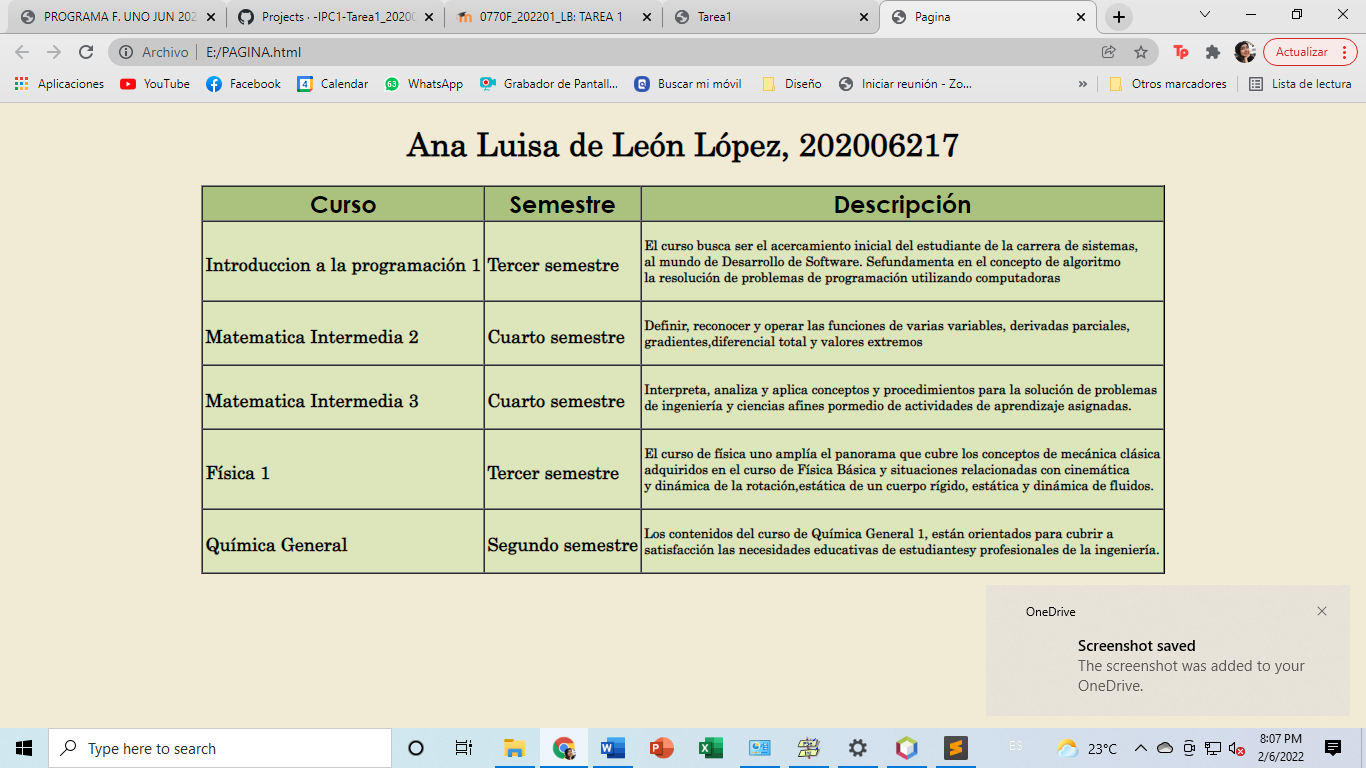 PROGRAMA F. UNO JUN 202
Projects · -IPC1-Tarea1_2020
0770F_202201_LB: TAREA 1
Tarea1
Pagina
Archivo
E:/PAGINA.html
Actualizar
Aplicaciones
YouTube
Facebook
4
Calendar
63
WhatsApp
Grabador de Pantall...
Buscar mi móvil
Diseño
Iniciar reunión - Zo...
»
Otros marcadores
Lista de lectura
Ana Luisa de León López, 202006217
Curso Semestre Descripción
Introduccion a la programación 1
Tercer semestre
El curso busca ser el acercamiento inicial del estudiante de la carrera de sistemas,
al mundo de Desarrollo de Software. Sefundamenta en el concepto de algoritmo
la resolución de problemas de programación utilizando computadoras
Matematica Intermedia 2
Cuarto semestre
Definir, reconocer y operar las funciones de varias variables, derivadas parciales,
gradientes,diferencial total y valores extremos
Matematica Intermedia 3
Cuarto semestre
Interpreta, analiza y aplica conceptos y procedimientos para la solución de problemas
de ingeniería y ciencias afines pormedio de actividades de aprendizaje asignadas.
Física 1
Tercer semestre
El curso de física uno amplía el panorama que cubre los conceptos de mecánica clásica
adquiridos en el curso de Física Básica y situaciones relacionadas con cinemática
y dinámica de la rotación,estática de un cuerpo rígido, estática y dinámica de fluidos.
Química General
Segundo semestre
Los contenidos del curso de Química General 1, están orientados para cubrir a
satisfacción las necesidades educativas de estudiantesy profesionales de la ingeniería.
OneDrive
Screenshot saved
The screenshot was added to your
OneDrive.
Type here to search
ES
23°C
8:07 PM
2/6/2022